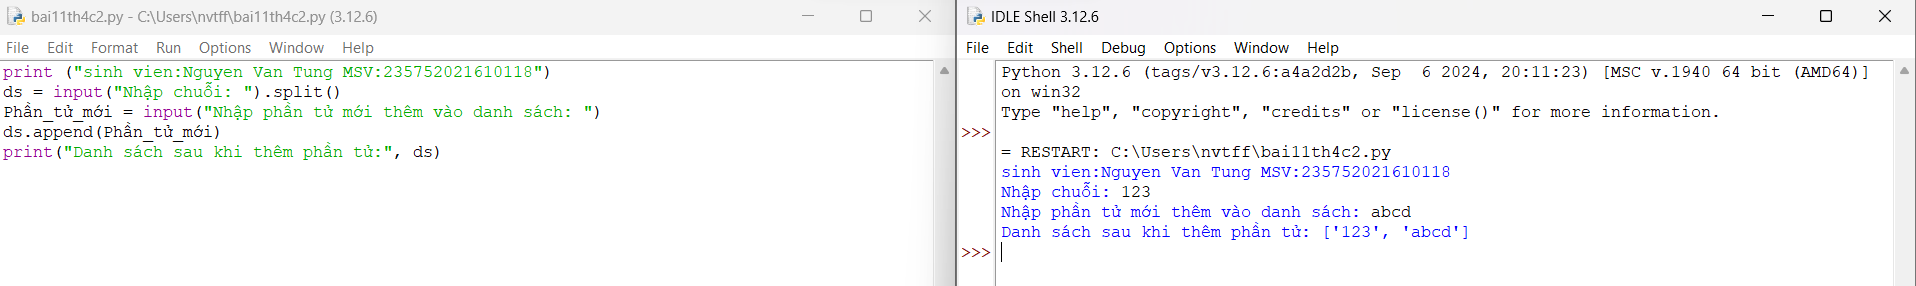 bai11th4c2.py - C:\Users\nvtff\bai11th4c2.py (3.12.6)
File Edit Format Run Options Window Help
print ("sinh vien:Nguyen Van Tung MSV:235752021610118")
ds = input("Nhập chuỗi: ").split()
Phần_tử_mới = input("Nhập phần tử mới thêm vào danh sách: ")
ds.append(Phần_tử_mới)
print("Danh sách sau khi thêm phần tử:", ds)
IDLE Shell 3.12.6
File Edit Shell Debug Options Window Help
Python 3.12.6 (tags/v3.12.6:a4a2d2b, Sep  6 2024, 20:11:23) [MSC v.1940 64 bit (AMD64)]
on win32
Type "help", "copyright", "credits" or "license()" for more information.
>>>
= RESTART: C:\Users\nvtff\bai11th4c2.py
sinh vien:Nguyen Van Tung MSV:235752021610118
Nhập chuỗi: 123
Nhập phần tử mới thêm vào danh sách: abcd
Danh sách sau khi thêm phần tử: ['123', 'abcd']
>>>